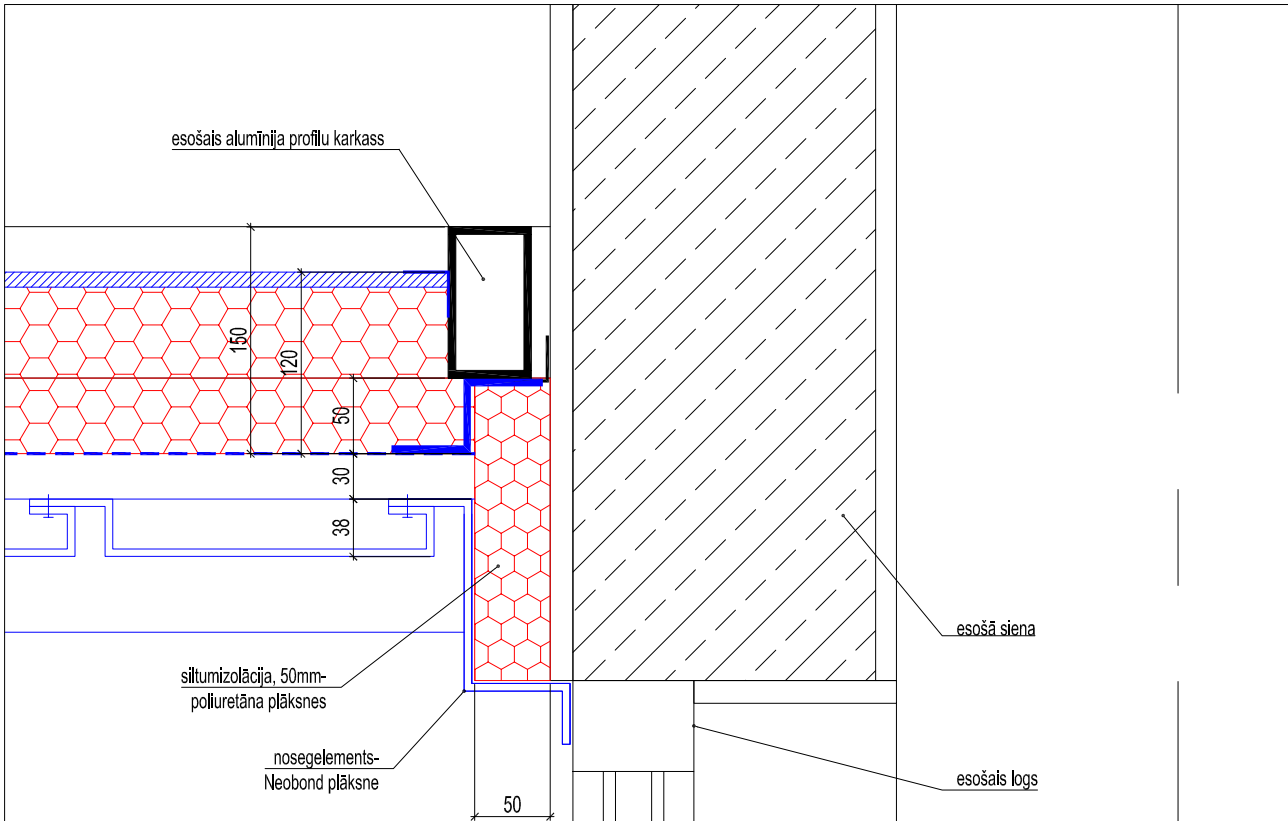 esošais alumīnija profilu karkass
150
120
50
30
38
esošā siena
siltumizolācija, 50mm-
poliuretāna plāksnes
nosegelements-
Neobond plāksne
esošais logs
50